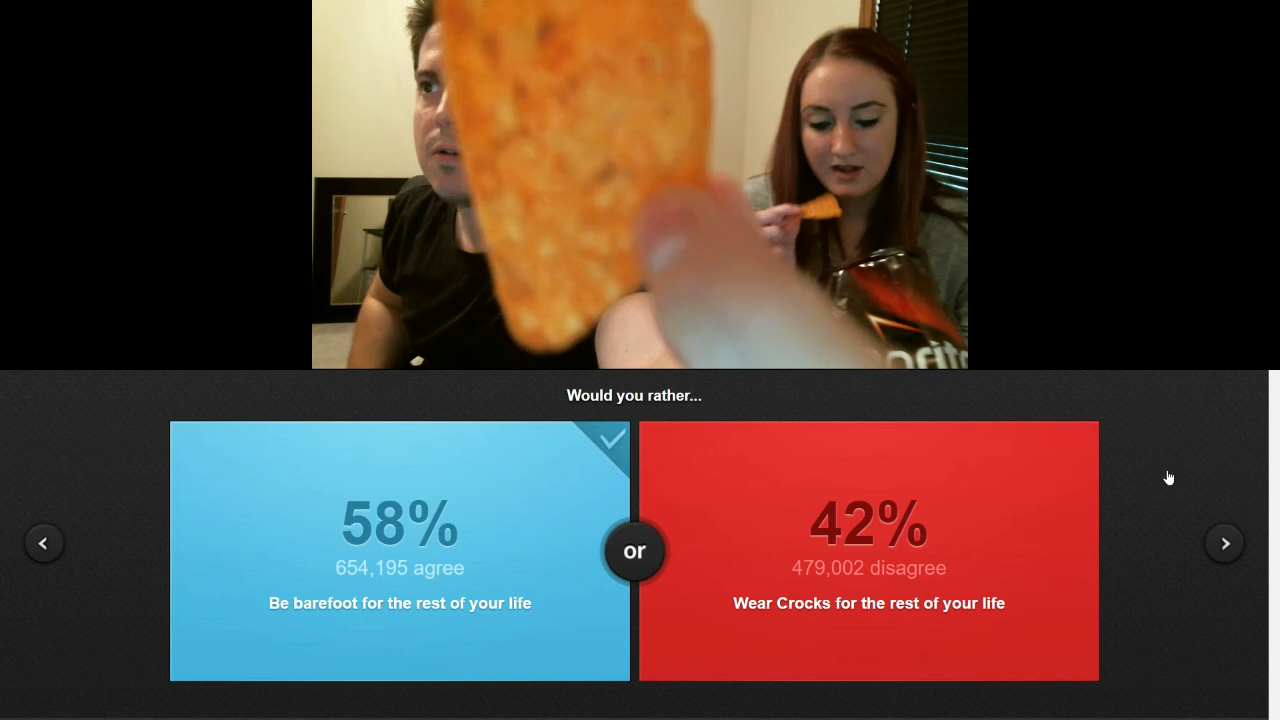 Would you rather...
58%
654,195 agree
Be barefoot for the rest of your life
or
42%
479,002 disagree
Wear Crocks for the rest of your life